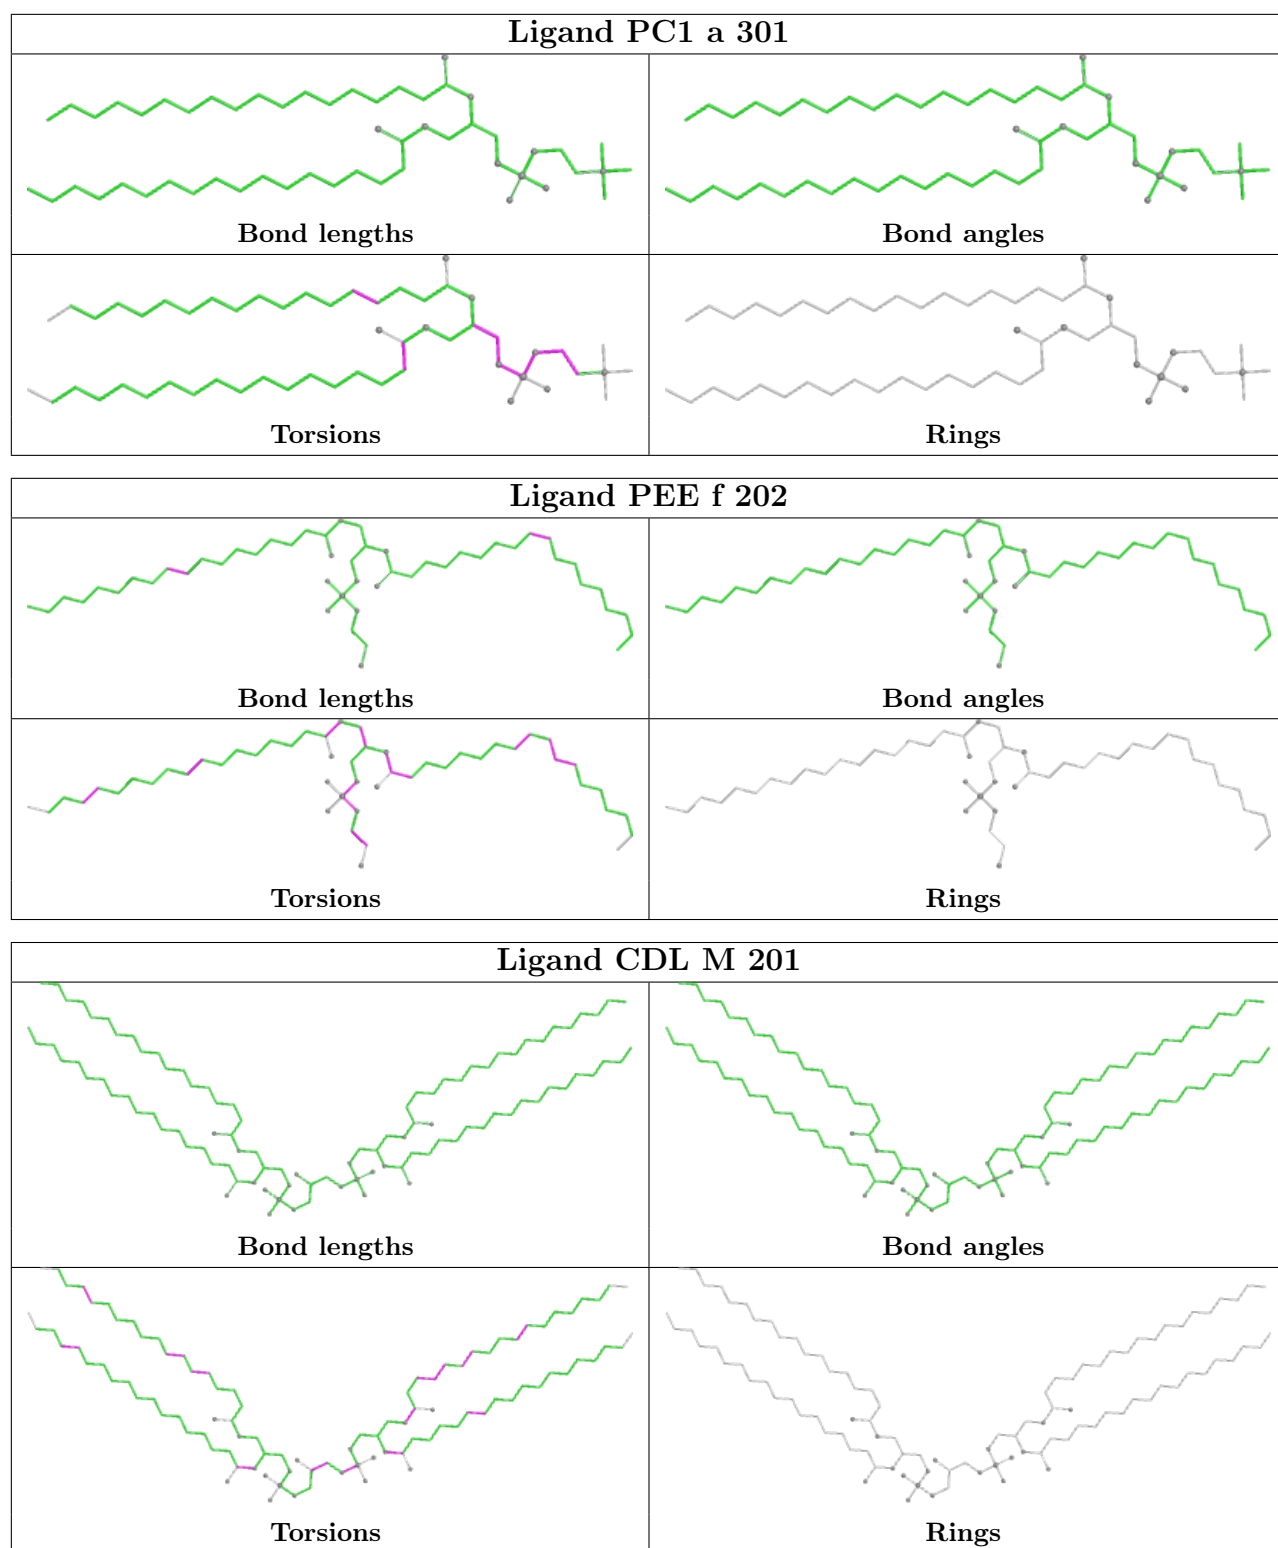 Ligand PC1 a 301
Bond lengths
Bond angles
Torsions
Rings
Ligand PEE f 202
Bond lengths
Bond angles
Torsions
Rings
Ligand CDL M 201
Bond lengths
Bond angles
Torsions
Rings